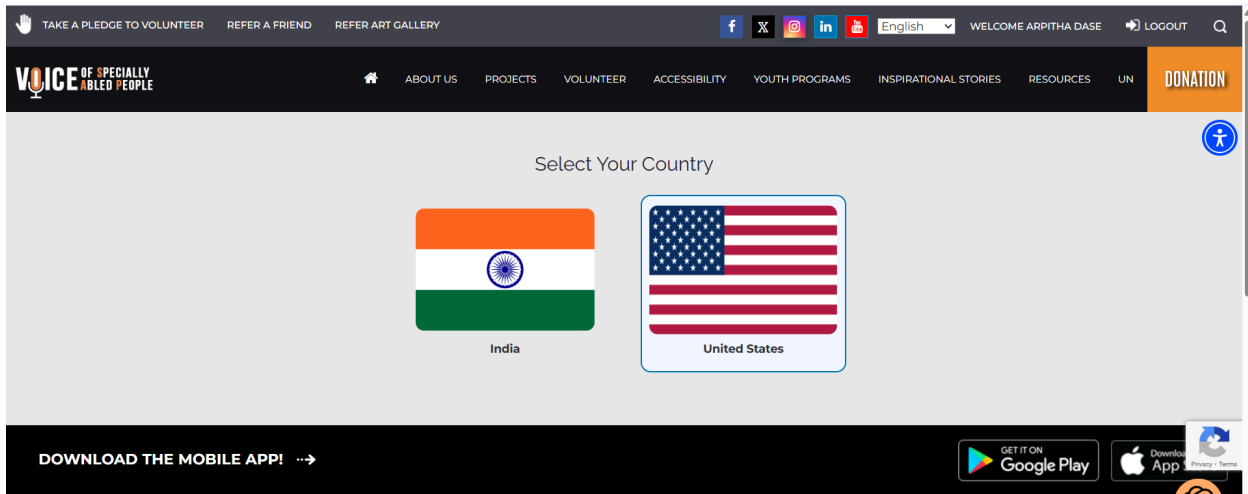 TAKE A PLEDGE TO VOLUNTEER REFER A FRIEND REFER ART GALLERY English WELCOME ARPITHA DASE LOGOUT
VOICE OF SPECIALLY ABLED PEOPLE
ABOUT US PROJECTS VOLUNTEER ACCESSIBILITY YOUTH PROGRAMS INSPIRATIONAL STORIES RESOURCES UN DONATION
Select Your Country
India United States
DOWNLOAD THE MOBILE APP!
GET IT ON
Google Play
App
Privacy - Terms